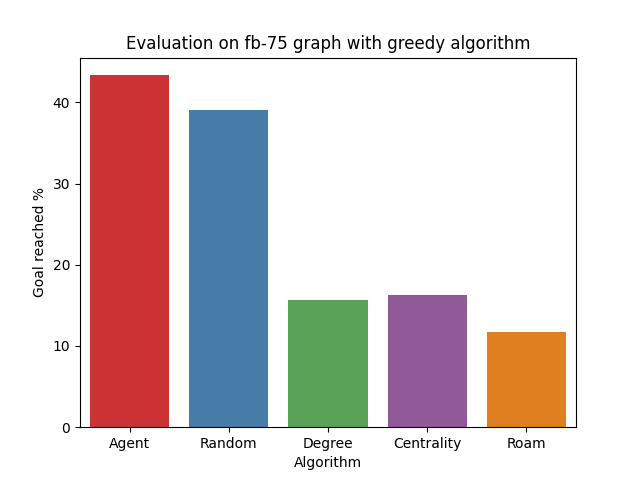 Evaluation on fb-75 graph with greedy algorithm
Goal reached %
40
30
20
10
0
Agent Random Degree Centrality Roam
Algorithm